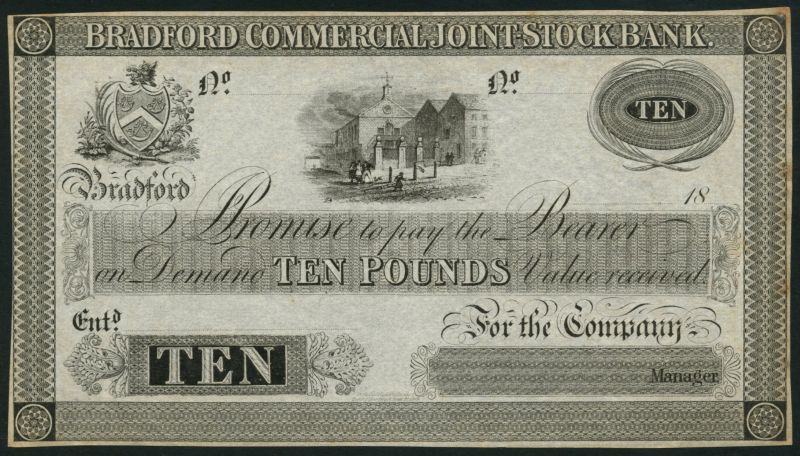 BRADFORD COMMERCIAL JOINT-STOCK BANK.
No No
TEN
Bradford 18
I Promise to pay the Bearer
on Demand TEN POUNDS Value received
Entd For the Company
TEN
Manager